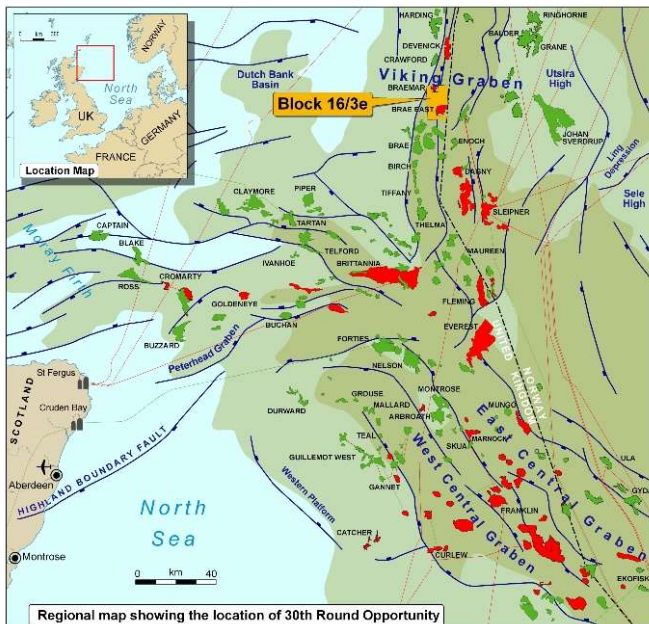 NORWAY
km
North
Sea
UK
GERMANY
FRANCE
Location Map
HARDING
RINGHORNE
DEVENICK
BALDER
CRAWFORD
GRANE
Viking Graben
Dutch Bank
Basin
BRAEMAR
Utsira
High
Block 16/3e
BRAE EAST
JOHAN
SVERDRUP
BRAE
ENOCH
Ling
Depression
BIRCH
DAGNY
CLAYMORE
PIPER
TIFFANY
Sele
High
SLEIPNER
TARTAN
THELMA
CAPTAIN
TELFORD
MAUREEN
BLAKE
Moray Firth
IVANHOE
BRITTANNIA
CROMARTY
ROSS
GOLDENEYE
FLEMING
BUCHAN
EVEREST
BUZZARD
Peterhead Graben
FORTIES
UNITED KINGDOM
NORWAY
St Fergus
NELSON
SCOTLAND
GROUSE
MONTROSE
MUNGO
Cruden Bay
DURWARD
MALLARD
ARBROATH
TEAL
SKUA
MARNOCK
East Central Graben
HIGHLAND BOUNDARY FAULT
GUILLEMOT WEST
West Central Graben
ULA
Aberdeen
Western Platform
GANNET
GYDA
FRANKLIN
North
Sea
CATCHER
Montrose
km
CURLEW
EKOFISK
0 20 40
Regional map showing the location of 30th Round Opportunity